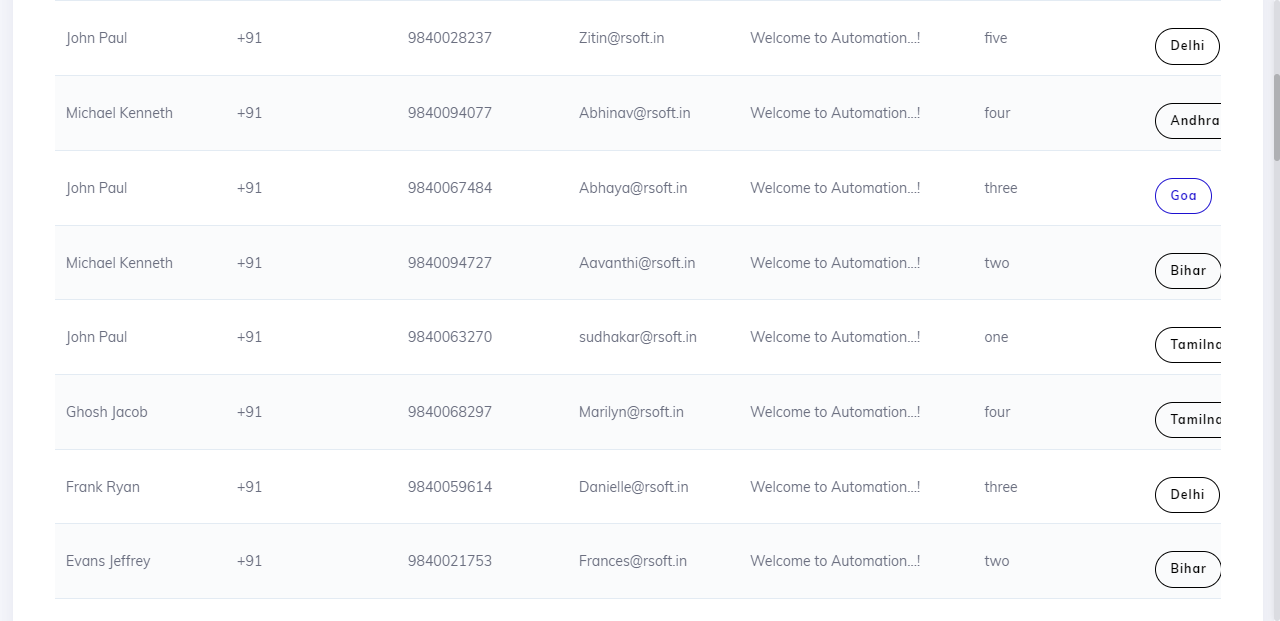 John Paul +91 9840028237 Zitin@rsoft.in Welcome to Automation...! five Delhi
Michael Kenneth +91 9840094077 Abhinav@rsoft.in Welcome to Automation...! four Andhra
John Paul +91 9840067484 Abhaya@rsoft.in Welcome to Automation...! three Goa
Michael Kenneth +91 9840094727 Aavanthi@rsoft.in Welcome to Automation...! two Bihar
John Paul +91 9840063270 sudhakar@rsoft.in Welcome to Automation...! one Tamilna
Ghosh Jacob +91 9840068297 Marilyn@rsoft.in Welcome to Automation...! four Tamilna
Frank Ryan +91 9840059614 Danielle@rsoft.in Welcome to Automation...! three Delhi
Evans Jeffrey +91 9840021753 Frances@rsoft.in Welcome to Automation...! two Bihar